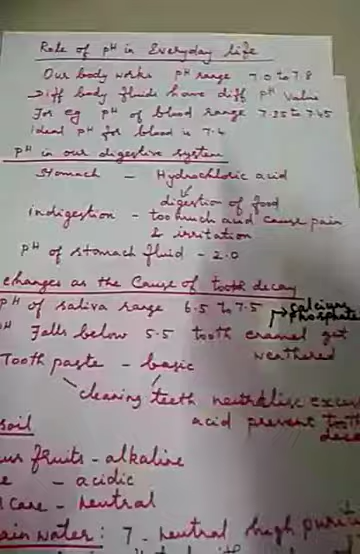 Role of pH in Everyday life
Our body works pH range 7.0 to 7.8
→ Diff body fluids have diff pH value
For eg pH of blood range 7.35 to 7.45
Ideal pH for blood is 7.4
pH in our digestive system
Stomach - Hydrochloric acid
digestion of food
indigestion - too much acid cause pain
& irritation
pH of stomach fluid - 2.0
changes as the Cause of tooth decay
pH of saliva range 6.5 to 7.5 → Calcium Phosphate
Falls below 5.5 tooth enamel get
weathered
Tooth paste - basic
cleaning teeth neutralise
acid prevent tooth
soil
fruits - alkaline
- acidic
- neutral
water : 7 - neutral high